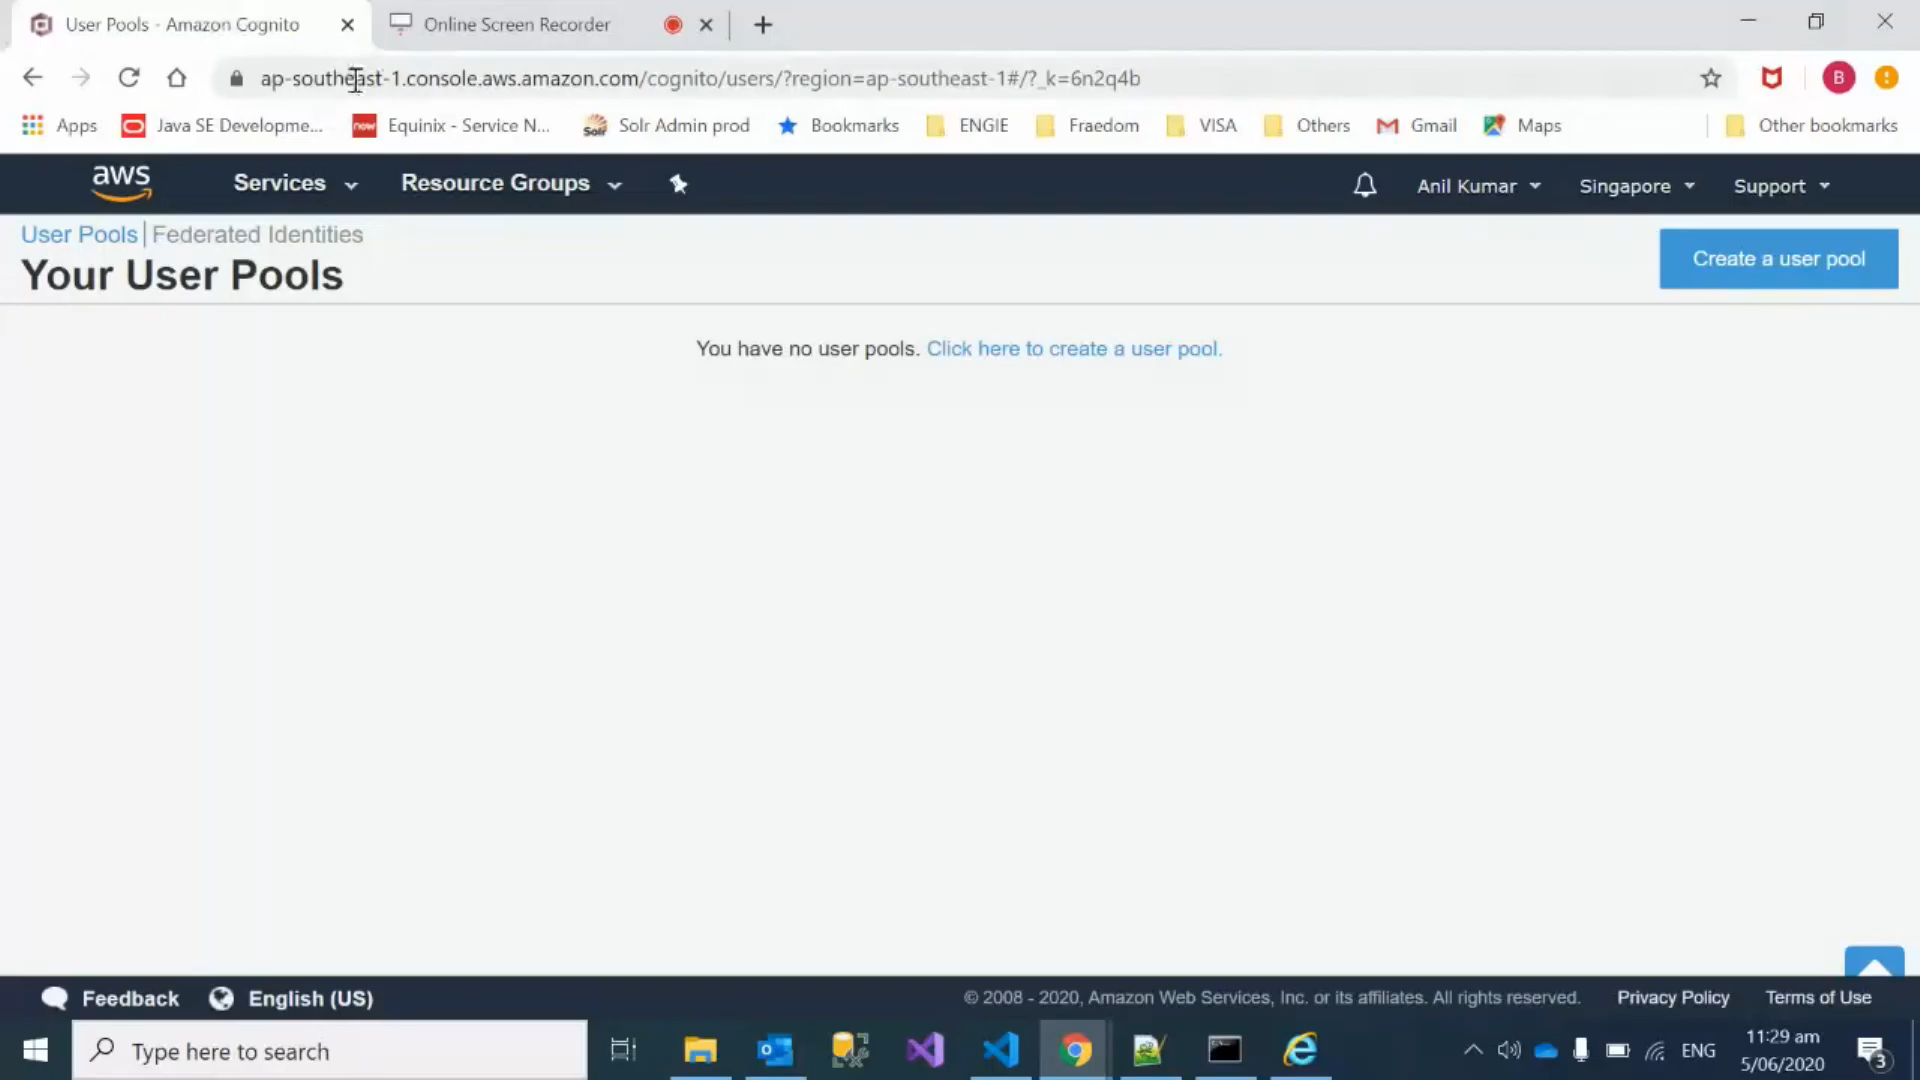 User Pools - Amazon Cognito
Online Screen Recorder
ap-southeast-1.console.aws.amazon.com/cognito/users/?region=ap-southeast-1#/?_k=6n2q4b
B
Apps
Java SE Developme...
now
Equinix - Service N...
Solr
Solr Admin prod
Bookmarks
ENGIE
Fraedom
VISA
Others
Gmail
Maps
Other bookmarks
aws
Services
Resource Groups
Anil Kumar
Singapore
Support
User Pools
Federated Identities
Your User Pools
Create a user pool
You have no user pools. Click here to create a user pool.
Feedback
English (US)
© 2008 - 2020, Amazon Web Services, Inc. or its affiliates. All rights reserved.
Privacy Policy
Terms of Use
Type here to search
ENG
11:29 am
5/06/2020
3